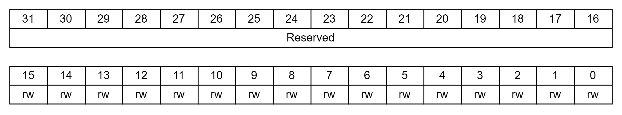 31 30 29 28 27 26 25 24 23 22 21 20 19 18 17 16
Reserved
15 14 13 12 11 10 9 8 7 6 5 4 3 2 1 0
rw rw rw rw rw rw rw rw rw rw rw rw rw rw rw rw